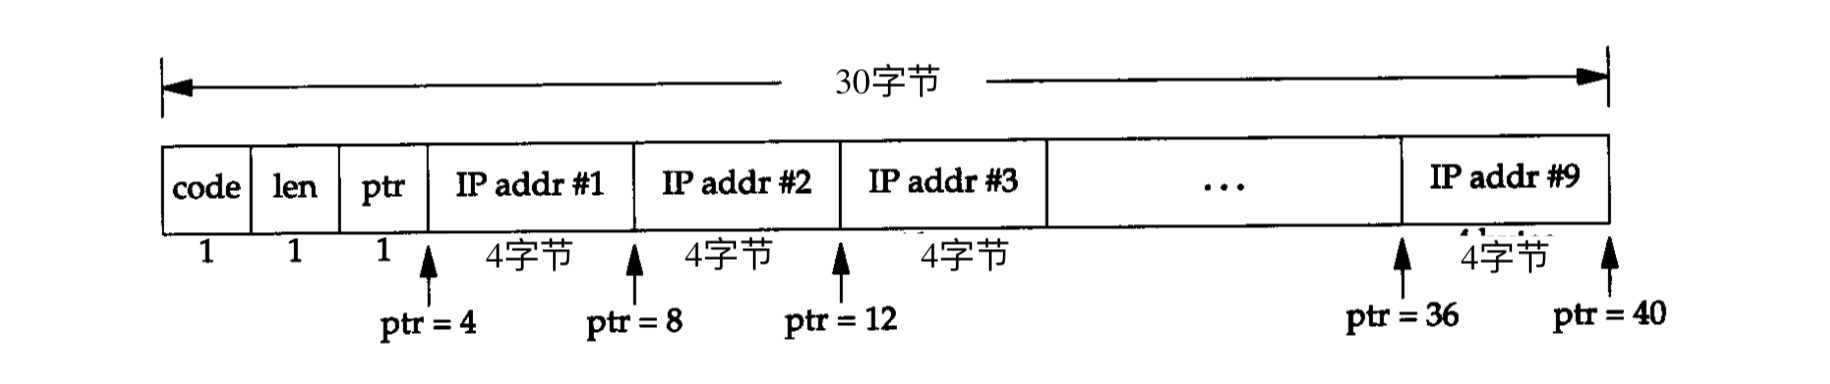 30字节
code len ptr IP addr #1 IP addr #2 IP addr #3 ... IP addr #9
1 1 1 4字节 4字节 4字节 4字节
ptr = 4 ptr = 8 ptr = 12 ptr = 36 ptr = 40